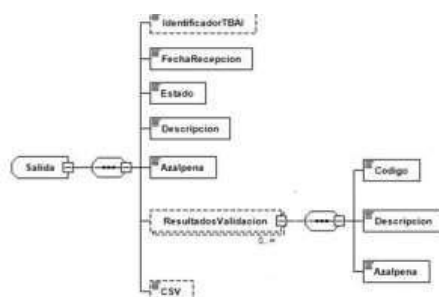 IdentificadorTBAI
FechaRecepcion
Estado
Descripcion
Salida
Azalpena
Codigo
ResultadosValidacion
Descripcion
0..∞
Azalpena
CSV